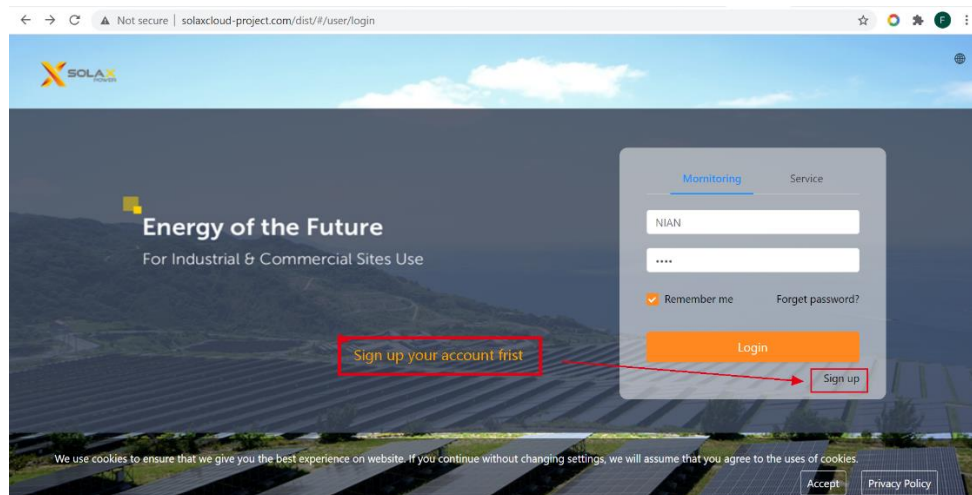 Not secure | solaxcloud-project.com/dist/#/user/login
F
SOLAX
POWER
Mornitoring Service
Energy of the Future
NIAN
For Industrial & Commercial Sites Use
••••
Remember me Forget password?
Login
Sign up your account frist
Sign up
We use cookies to ensure that we give you the best experience on website. If you continue without changing settings, we will assume that you agree to the uses of cookies.
Accept Privacy Policy